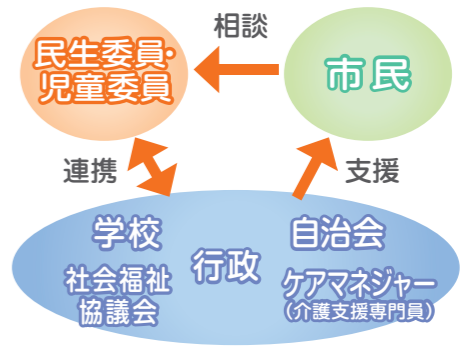 相談
民生委員・
児童委員
市民
連携
支援
学校
自治会
行政
社会福祉
協議会
ケアマネジャー
（介護支援専門員）